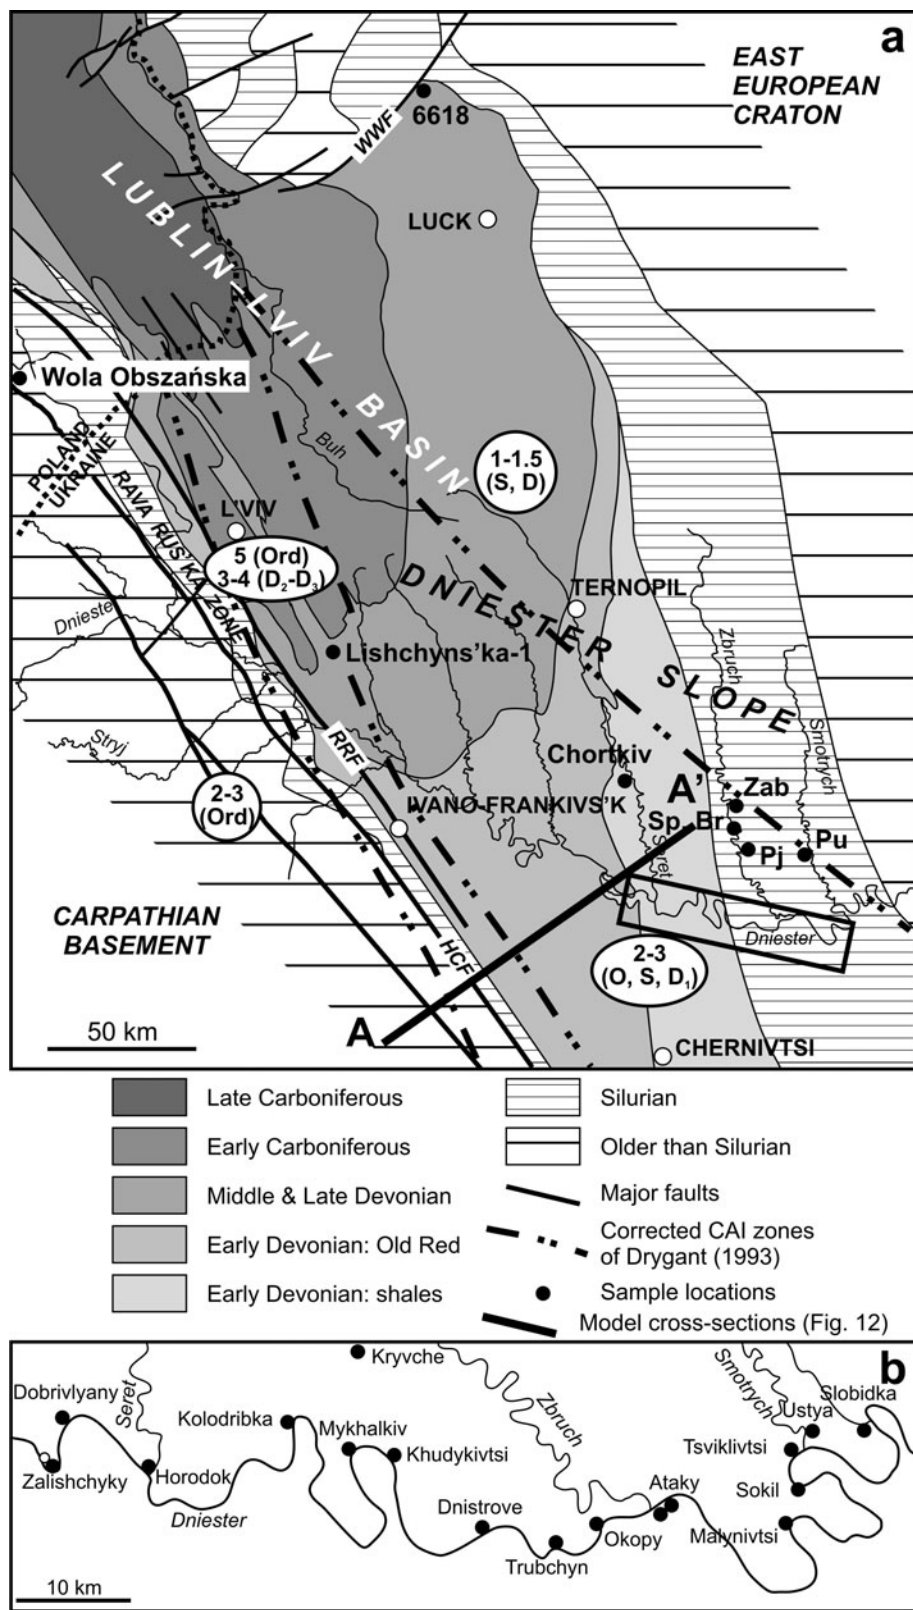 a
EAST
EUROPEAN
CRATON
6618
WWF
LUCK
LUBLIN-LVIV BASIN
Wola Obszańska
POLAND
UKRAINE
Buh
1-1.5
(S, D)
RAVA RUS'KA ZONE
L'VIV
5 (Ord)
3-4 (D2-D3)
DNIESTER SLOPE
TERNOPIL
Dniester
Zbruch
Lishchyns'ka-1
Smotrych
Stryj
RRF
Chortkiv
A'
Zab
2-3
(Ord)
IVANO-FRANKIVS'K
Sp, Br
Seret
Pj
Pu
CARPATHIAN
BASEMENT
HCF
Dniester
2-3
(O, S, D1)
A
50 km
CHERNIVTSI
Late Carboniferous
Early Carboniferous
Middle & Late Devonian
Early Devonian: Old Red
Early Devonian: shales
Silurian
Older than Silurian
Major faults
Corrected CAI zones
of Drygant (1993)
Sample locations
Model cross-sections (Fig. 12)
b
Kryvche
Dobrivlyany
Seret
Kolodribka
Mykhalkiv
Zbruch
Smotrych
Slobidka
Ustya
Tsviklivtsi
Khudykivtsi
Zalishchyky
Horodok
Ataky
Sokil
Dniester
Dnistrove
Okopy
Malynivtsi
Trubchyn
10 km